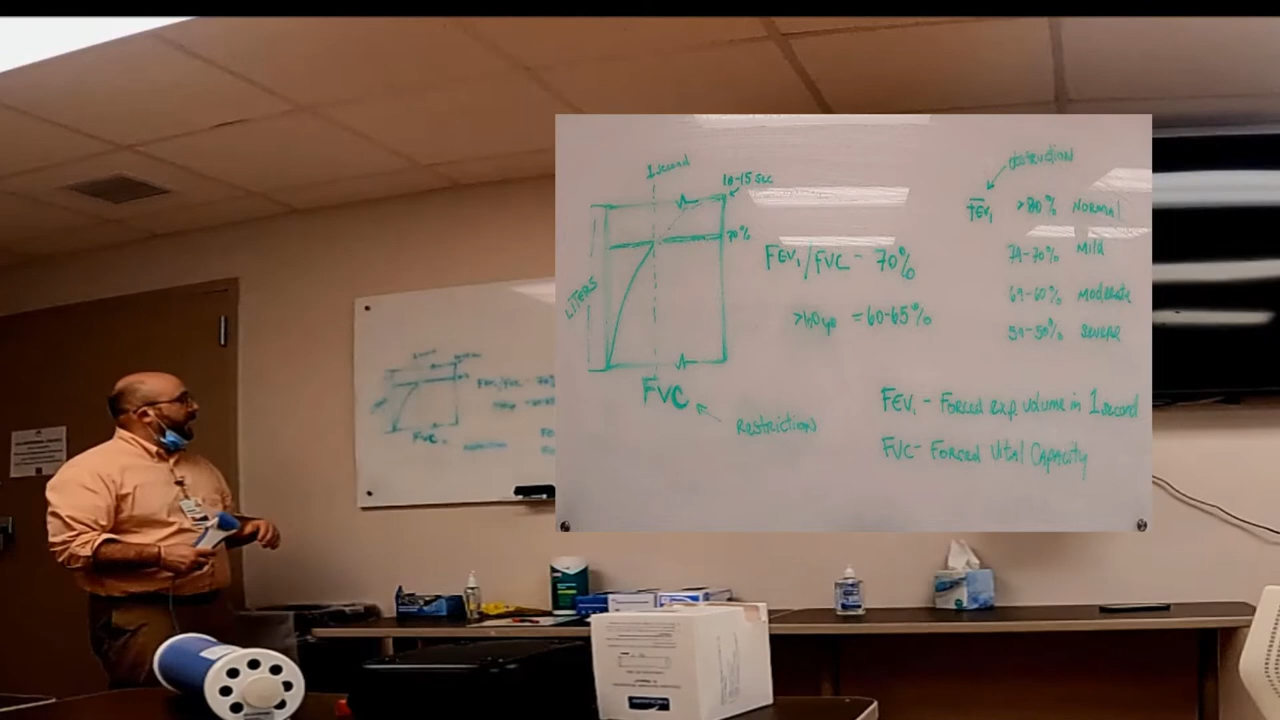 1 second
10-15 sec
70%
LITERS
FVC
RESTRICTION
FEV₁/FVC - 70%
>60yo = 60-65%
obstruction
FEV₁ >80% Normal
79-70% Mild
69-60% Moderate
59-50% Severe
FEV₁ - Forced exp volume in 1 second
FVC - Forced Vital Capacity